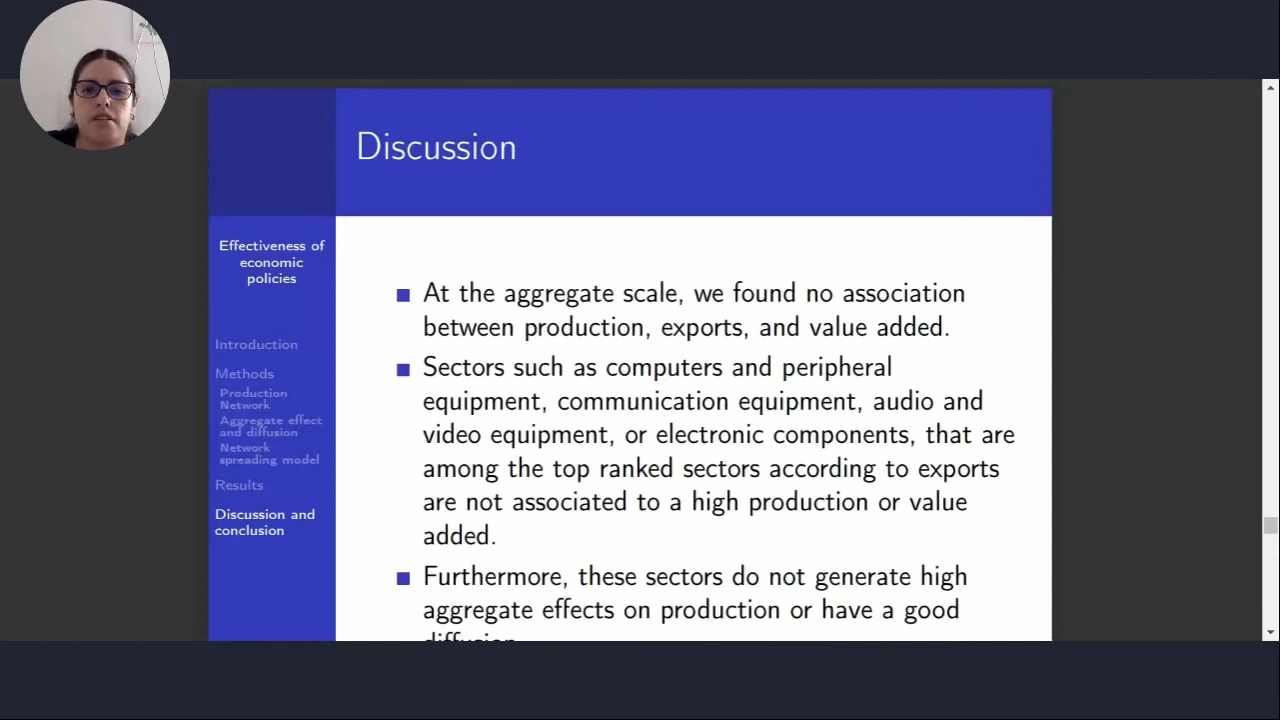 Discussion
Effectiveness of
economic
policies
Introduction
Methods
Production
Network
Aggregate effect
and diffusion
Network
spreading model
Results
Discussion and
conclusion
■ At the aggregate scale, we found no association
between production, exports, and value added.
■ Sectors such as computers and peripheral
equipment, communication equipment, audio and
video equipment, or electronic components, that are
among the top ranked sectors according to exports
are not associated to a high production or value
added.
■ Furthermore, these sectors do not generate high
aggregate effects on production or have a good
diffusion